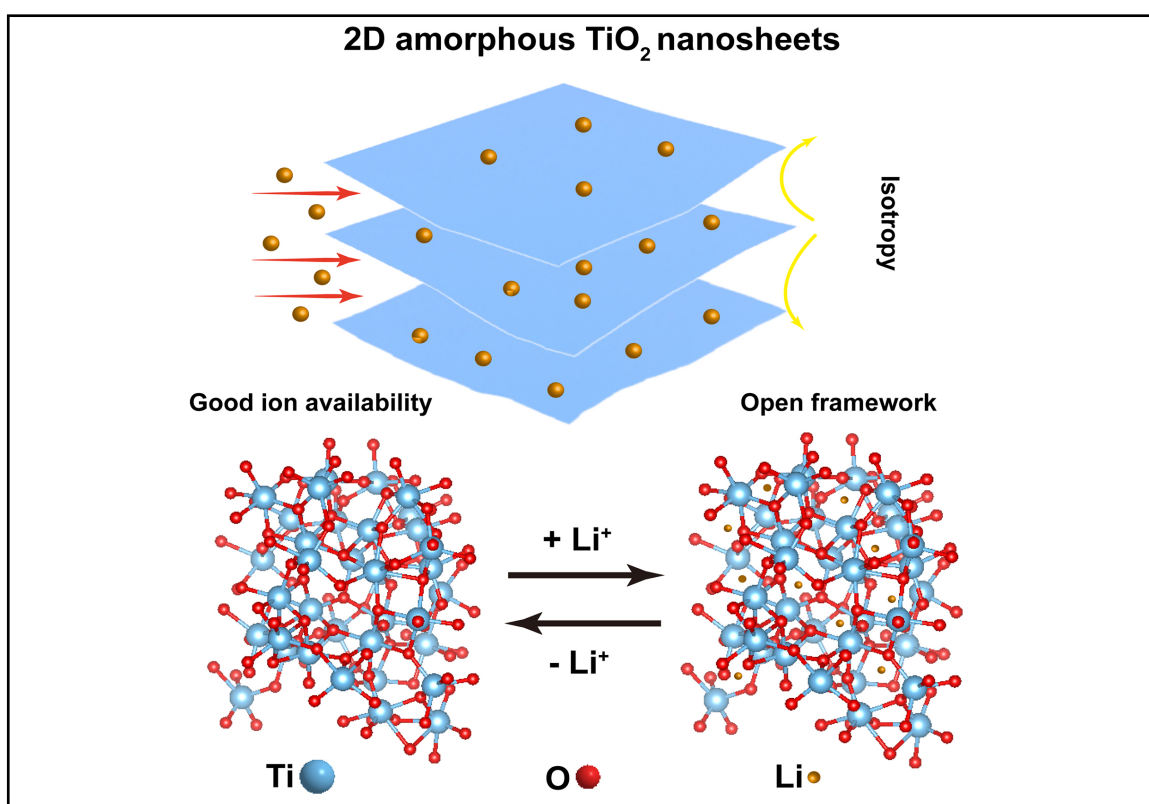 2D amorphous TiO₂ nanosheets
Isotropy
Good ion availability
Open framework
+ Li⁺
- Li⁺
Ti
O
Li